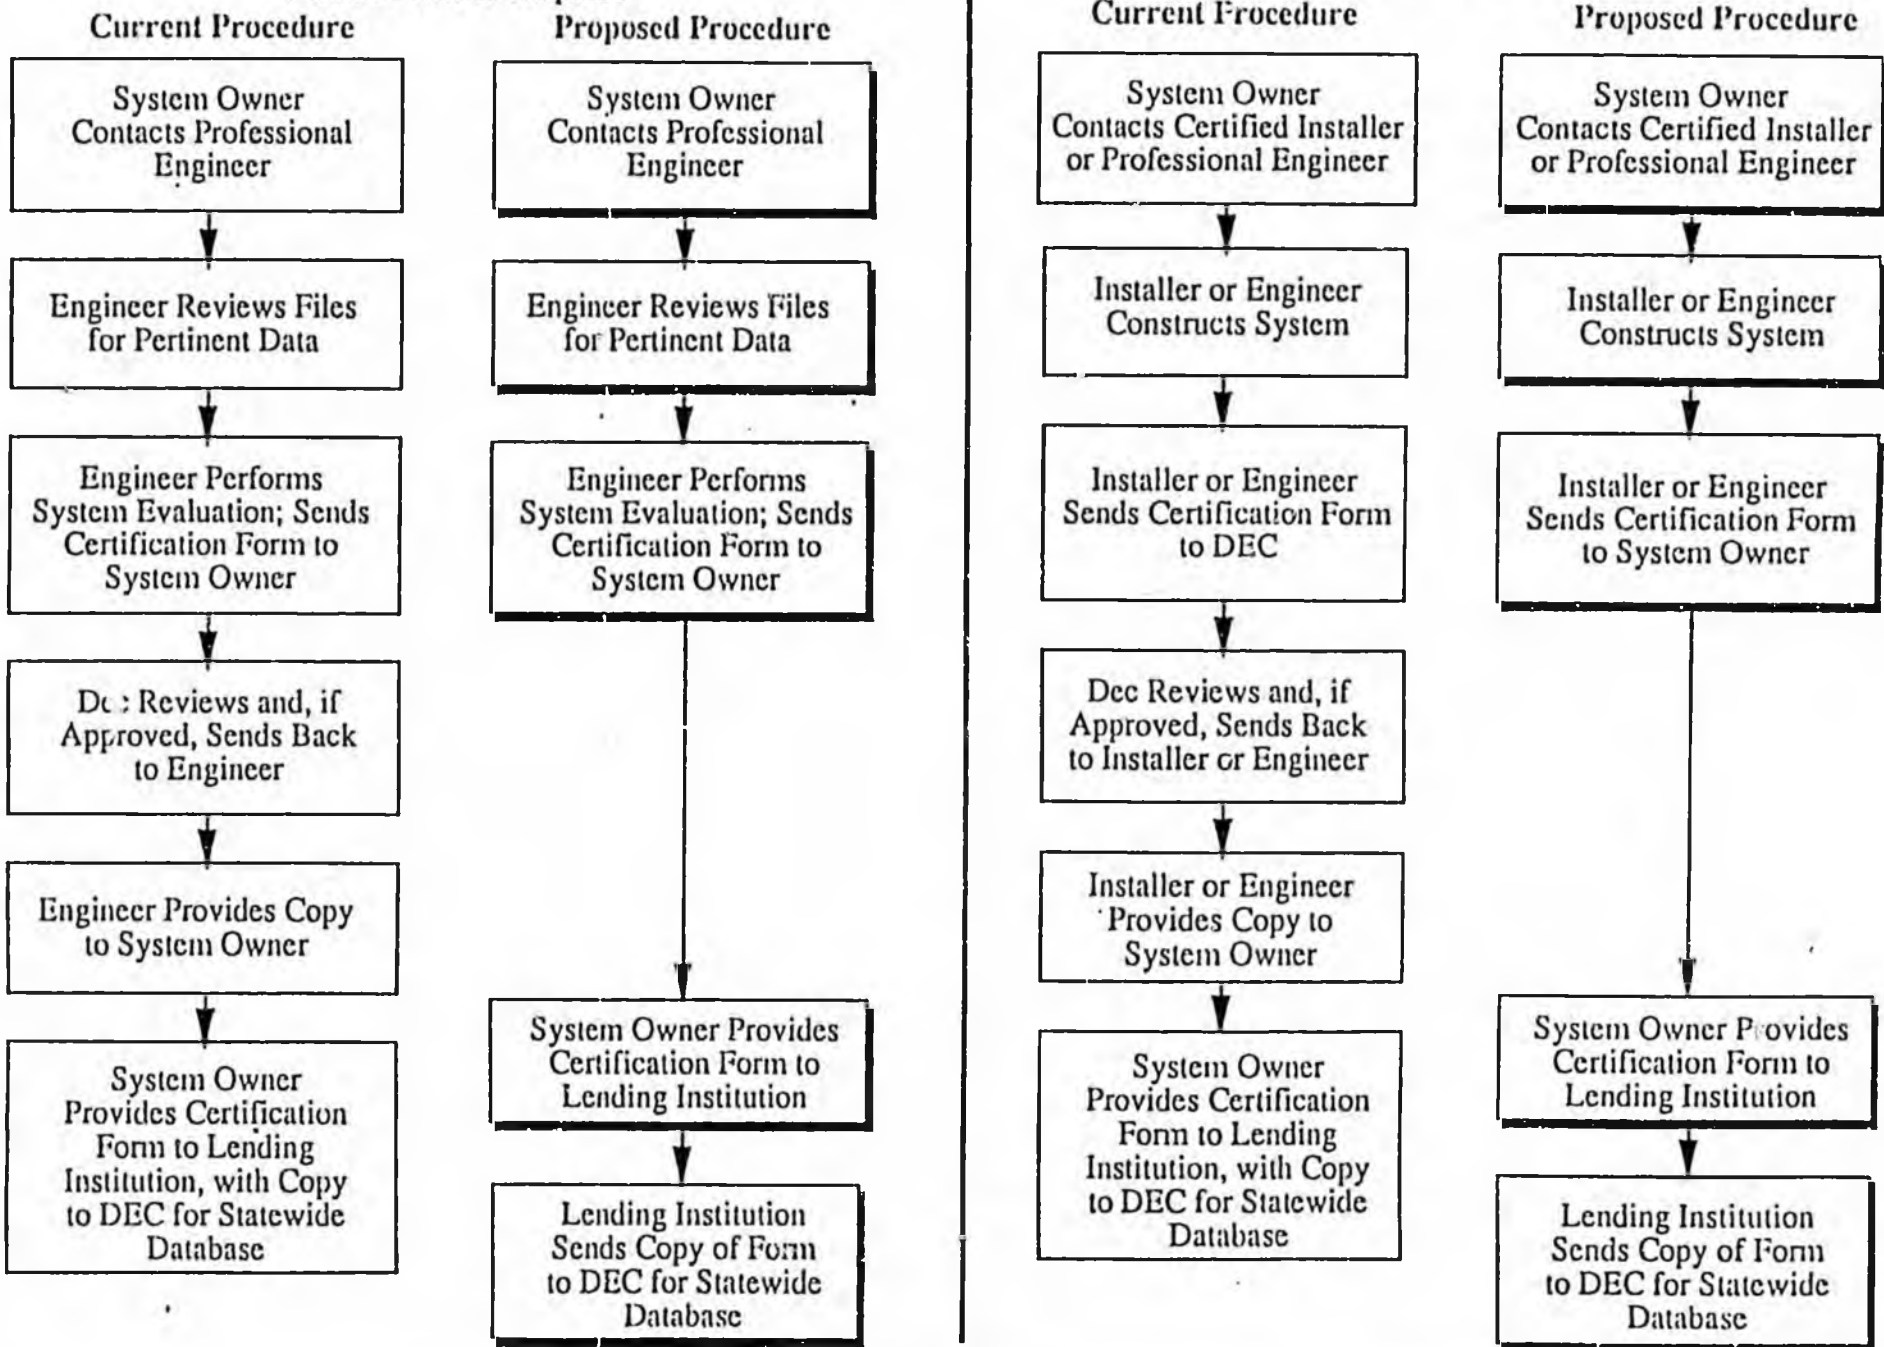 Current Procedure
System Owner
Contacts Professional
Engineer
Engineer Reviews Files
for Pertinent Data
Engineer Performs
System Evaluation; Sends
Certification Form to
System Owner
Reviews and, if
Approved, Sends Back
to Engineer
Engineer Provides Copy
to System Owner
System Owner
Provides Certification
Form to Lending
Institution, with Copy
to DEC for Statewide
Database
Proposed Procedure
System Owner
Contacts Professional
Engineer
Engineer Reviews Files
for Pertinent Data
Engineer Performs
System Evaluation; Sends
Certification Form to
System Owner
System Owner Provides
Certification Form to
Lending Institution
Lending Institution
Sends Copy of Form
to DEC for Statewide
Database
Current Procedure
System Owner
Contacts Certified Installer
or Professional Engineer
Installer or Engineer
Constructs System
Installer or Engineer
Sends Certification Form
to DEC
Dec Reviews and, if
Approved, Sends Back
to Installer or Engineer
Installer or Engineer
Provides Copy to
System Owner
System Owner
Provides Certification
Form to Lending
Institution, with Copy
to DEC for Statewide
Database
Proposed Procedure
System Owner
Contacts Certified Installer
or Professional Engineer
Installer or Engineer
Constructs System
Installer or Engineer
Sends Certification Form
to System Owner
System Owner Provides
Certification Form to
Lending Institution
Lending Institution
Sends Copy of Form
to DEC for Statewide
Database